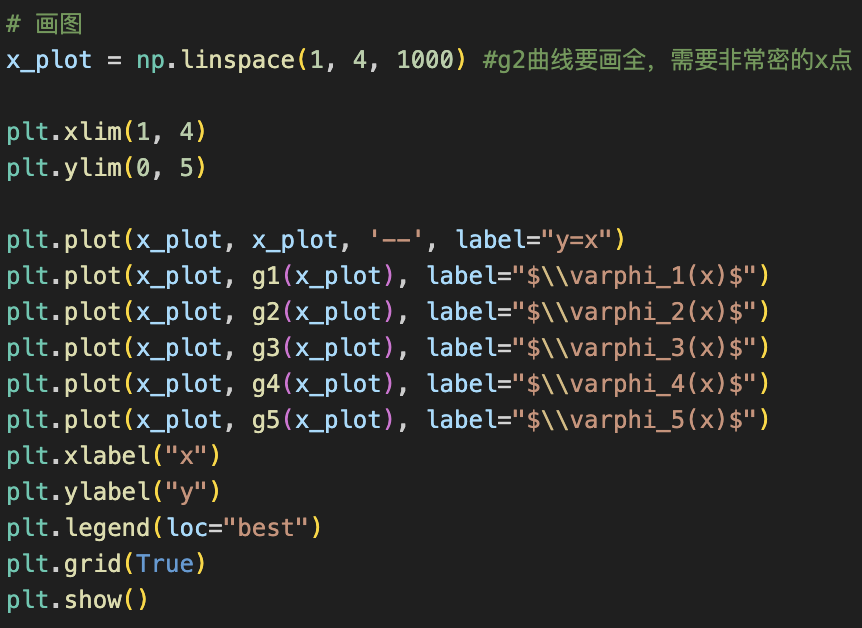 # 画图
x_plot = np.linspace(1, 4, 1000) #g2曲线要画全，需要非常密的x点
plt.xlim(1, 4)
plt.ylim(0, 5)
plt.plot(x_plot, x_plot, '--', label="y=x")
plt.plot(x_plot, g1(x_plot), label="$\\varphi_1(x)$")
plt.plot(x_plot, g2(x_plot), label="$\\varphi_2(x)$")
plt.plot(x_plot, g3(x_plot), label="$\\varphi_3(x)$")
plt.plot(x_plot, g4(x_plot), label="$\\varphi_4(x)$")
plt.plot(x_plot, g5(x_plot), label="$\\varphi_5(x)$")
plt.xlabel("x")
plt.ylabel("y")
plt.legend(loc="best")
plt.grid(True)
plt.show()